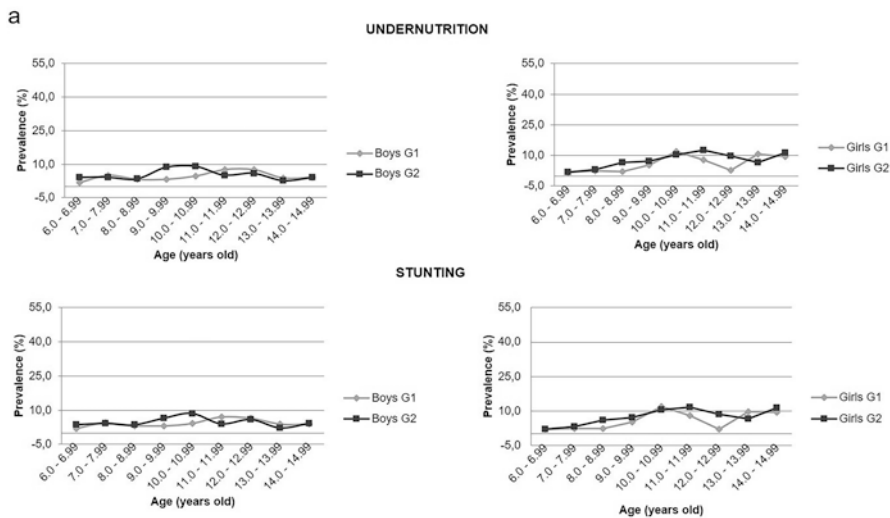 a
UNDERNUTRITION
55,0
40,0
25,0
10,0
-5,0
Prevalence (%)
6.0 - 6.99
7.0 - 7.99
8.0 - 8.99
9.0 - 9.99
10.0 - 10.99
11.0 - 11.99
12.0 - 12.99
13.0 - 13.99
14.0 - 14.99
Age (years old)
Boys G1
Boys G2
55,0
40,0
25,0
10,0
-5,0
Prevalence (%)
6.0 - 6.99
7.0 - 7.99
8.0 - 8.99
9.0 - 9.99
10.0 - 10.99
11.0 - 11.99
12.0 - 12.99
13.0 - 13.99
14.0 - 14.99
Age (years old)
Girls G1
Girls G2
STUNTING
55,0
40,0
25,0
10,0
-5,0
Prevalence (%)
6.0 - 6.99
7.0 - 7.99
8.0 - 8.99
9.0 - 9.99
10.0 - 10.99
11.0 - 11.99
12.0 - 12.99
13.0 - 13.99
14.0 - 14.99
Age (years old)
Boys G1
Boys G2
55,0
40,0
25,0
10,0
-5,0
Prevalence (%)
6.0 - 6.99
7.0 - 7.99
8.0 - 8.99
9.0 - 9.99
10.0 - 10.99
11.0 - 11.99
12.0 - 12.99
13.0 - 13.99
14.0 - 14.99
Age (years old)
Girls G1
Girls G2